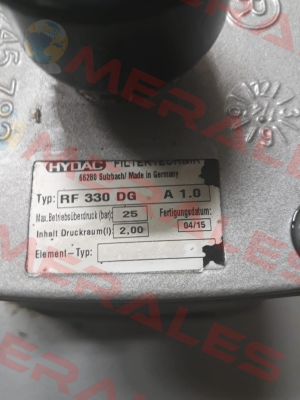 HYDAC FILTERTECHNIK
66280 Sulzbach/ Made in Germany
Typ: RF 330 DG A 1.0
Max.Betriebsüberdruck (bar): 25 Fertigungsdatum:
Inhalt Druckraum(l): 2,00 04/15
Element-Typ:
MERALES